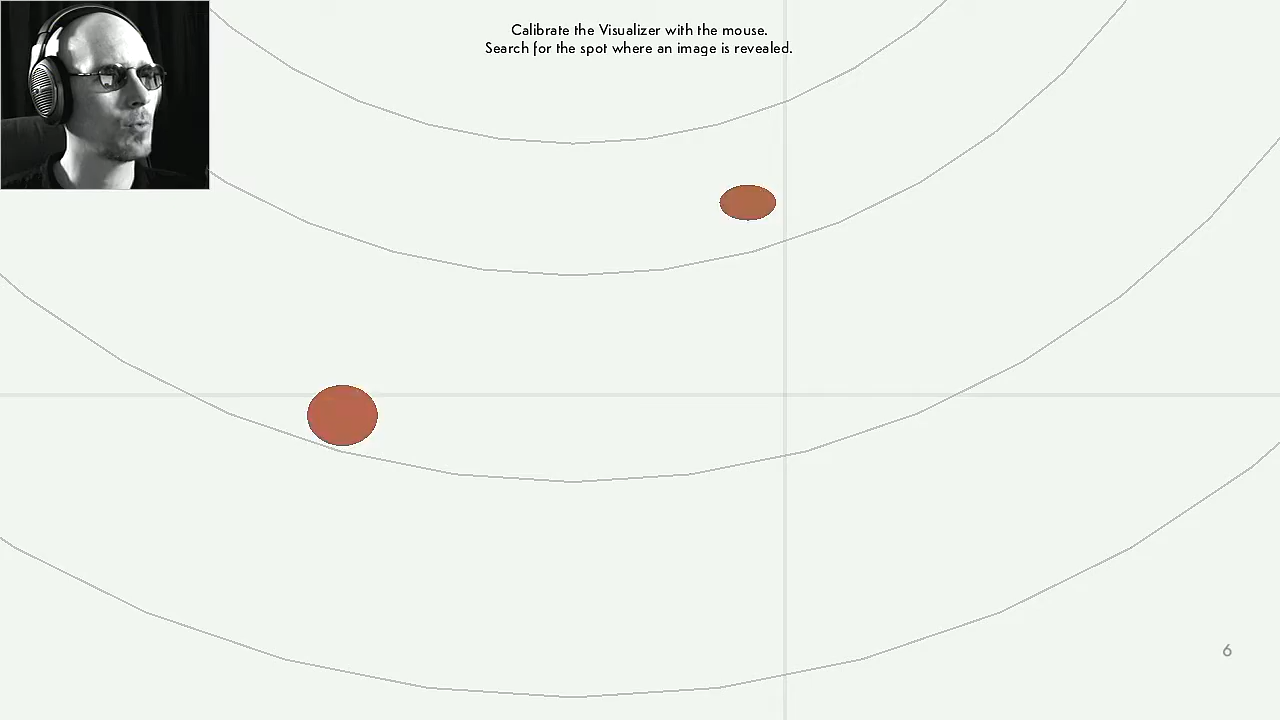 Calibrate the Visualizer with the mouse.
Search for the spot where an image is revealed.
6